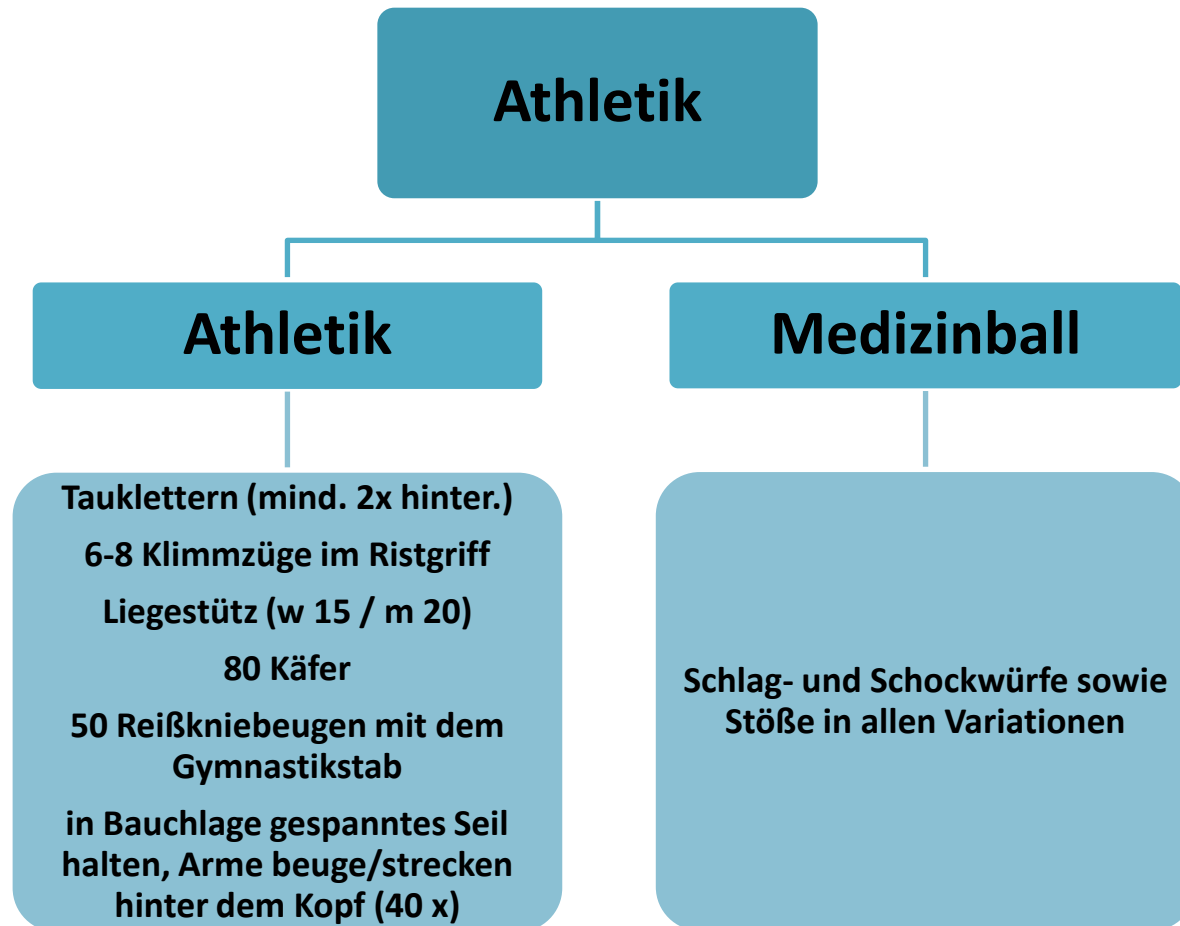 Athletik
Athletik
Tauklettern (mind. 2x hinter.)
6-8 Klimmzüge im Ristgriff
Liegestütz (w 15 / m 20)
80 Käfer
50 Reißkniebeugen mit dem
Gymnastikstab
in Bauchlage gespanntes Seil
halten, Arme beuge/strecken
hinter dem Kopf (40 x)
Medizinball
Schlag- und Schockwürfe sowie
Stöße in allen Variationen